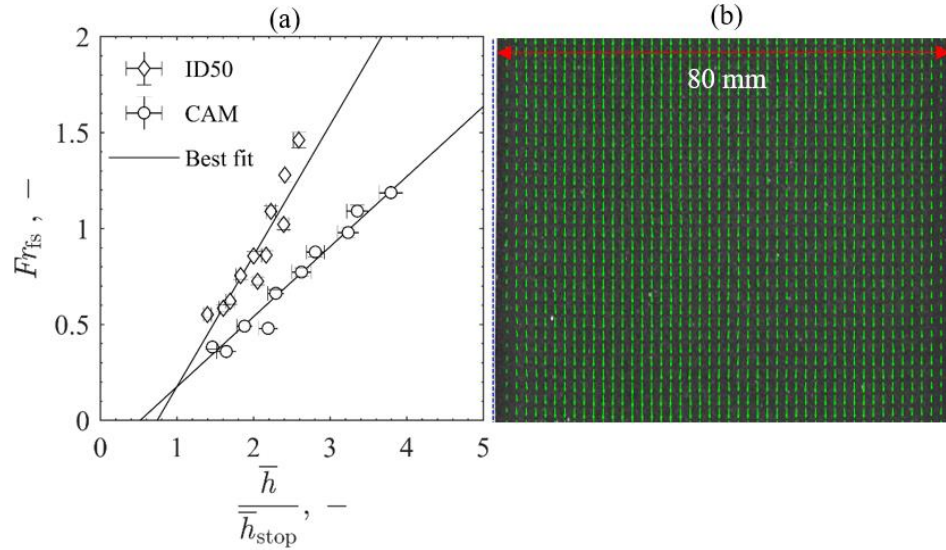 (a)
(b)
2
1.5
1
0.5
0
Fr_fs , —
ID50
CAM
Best fit
0 1 2 3 4 5
h̅
h̅_stop , —
80 mm